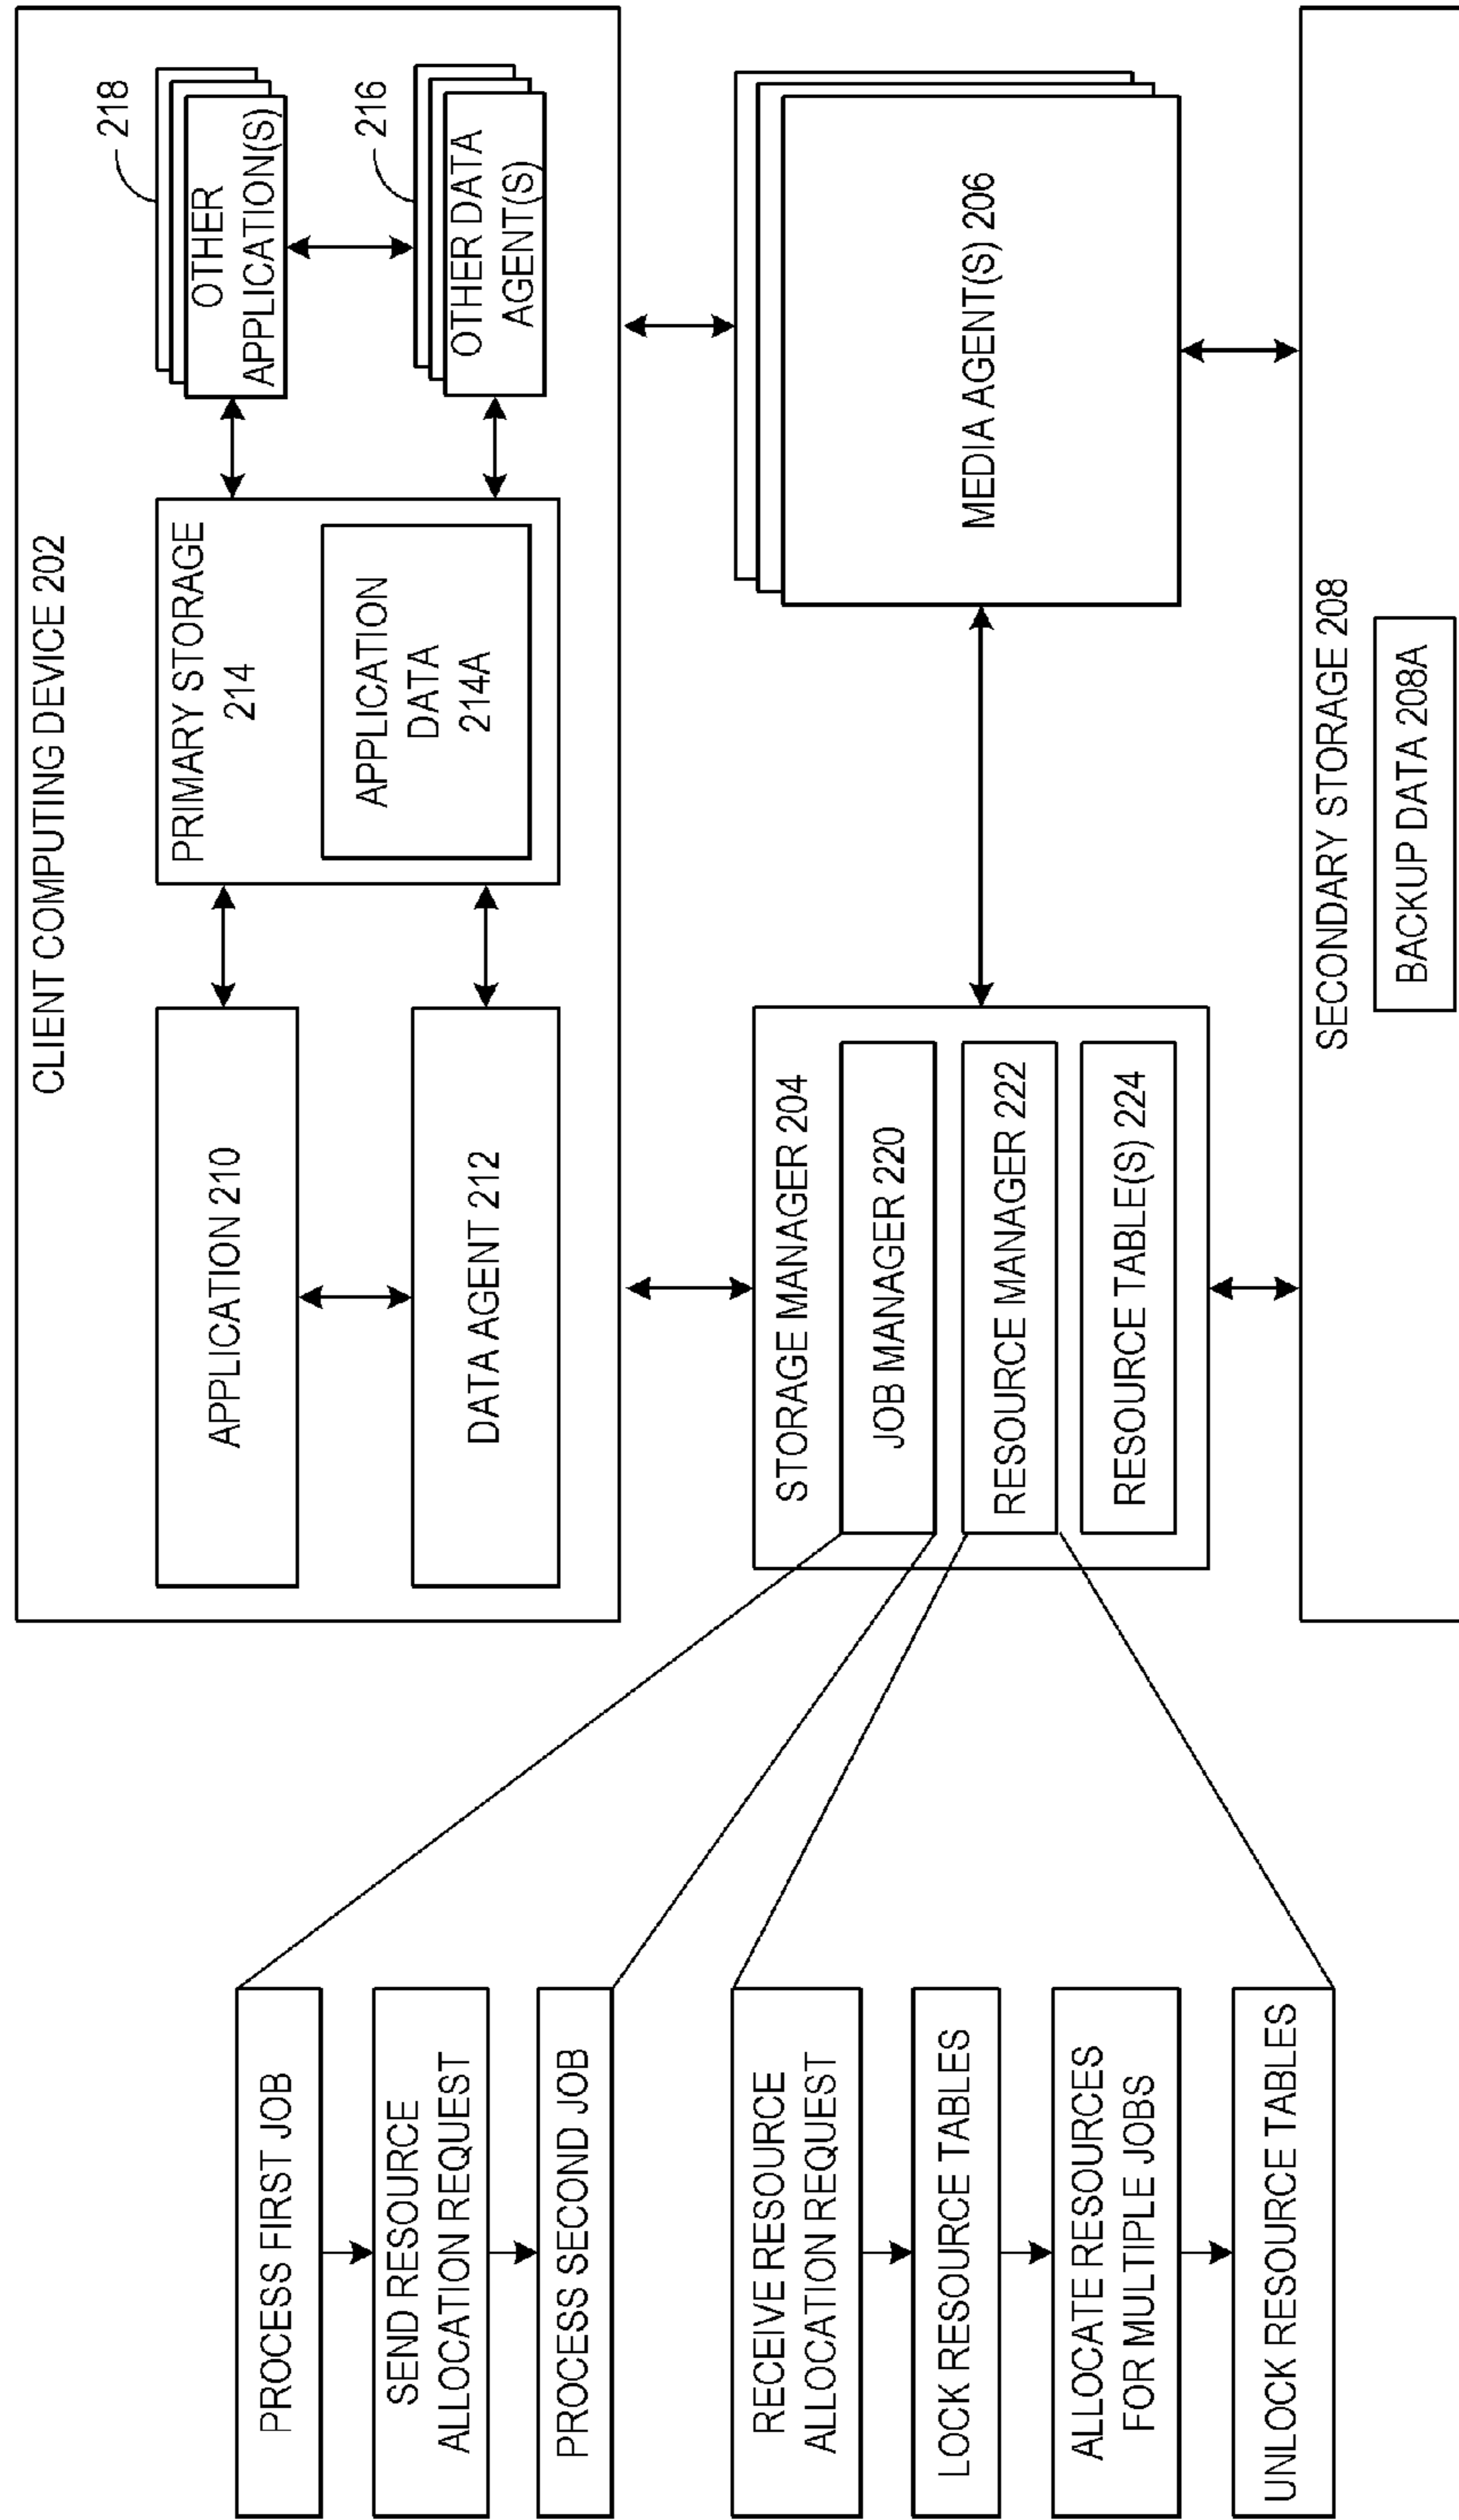 CLIENT COMPUTING DEVICE 202
APPLICATION 210
DATA AGENT 212
PRIMARY STORAGE
214
APPLICATION
DATA
214A
218
OTHER
APPLICATION(S)
216
OTHER DATA
AGENT(S)
PROCESS FIRST JOB
SEND RESOURCE
ALLOCATION REQUEST
PROCESS SECOND JOB
RECEIVE RESOURCE
ALLOCATION REQUEST
LOCK RESOURCE TABLES
ALLOCATE RESOURCES
FOR MULTIPLE JOBS
UNLOCK RESOURCE TABLES
STORAGE MANAGER 204
JOB MANAGER 220
RESOURCE MANAGER 222
RESOURCE TABLE(S) 224
MEDIA AGENT(S) 206
SECONDARY STORAGE 208
BACKUP DATA 208A